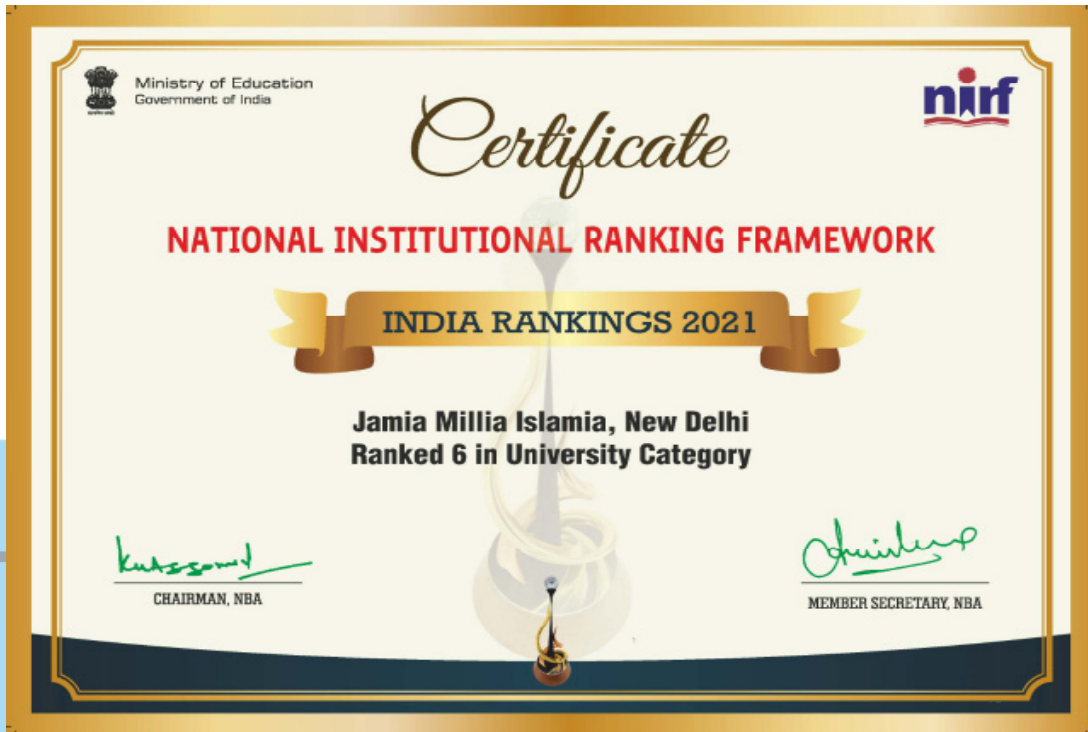 Ministry of Education
Government of India
nirf
Certificate
NATIONAL INSTITUTIONAL RANKING FRAMEWORK
INDIA RANKINGS 2021
Jamia Millia Islamia, New Delhi
Ranked 6 in University Category
CHAIRMAN, NBA
MEMBER SECRETARY, NBA